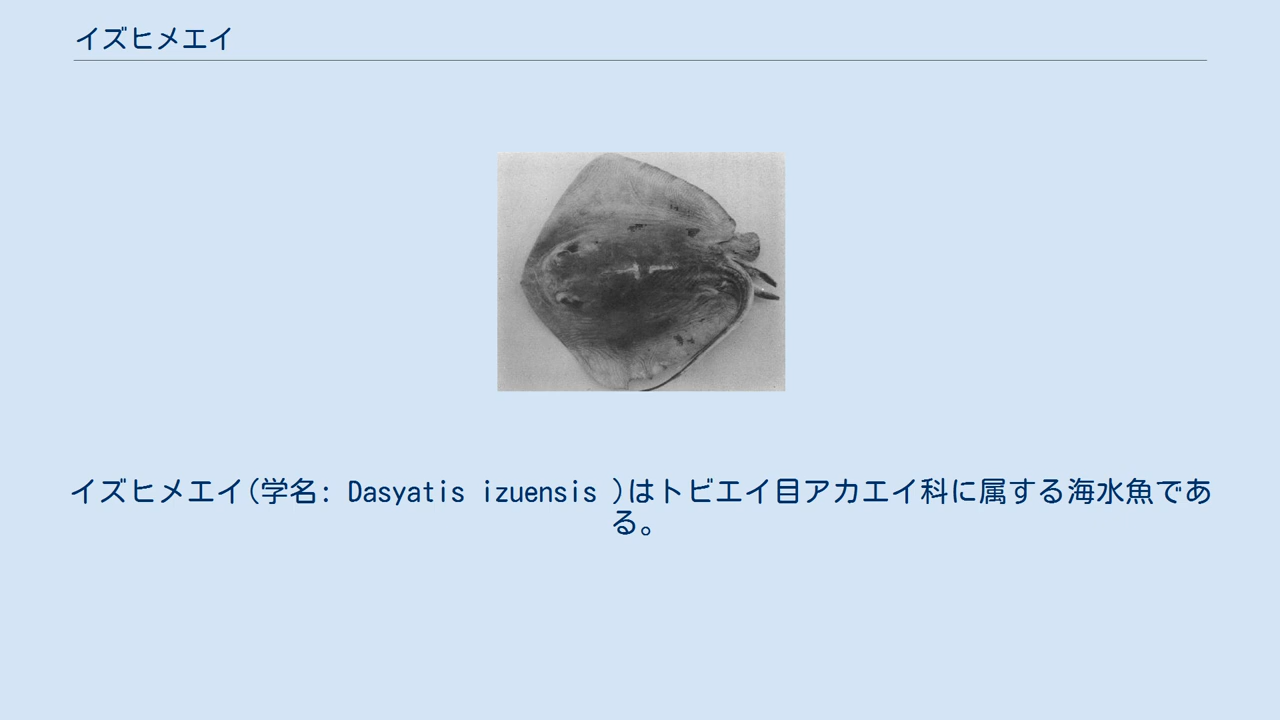 イズヒメエイ
イズヒメエイ(学名: Dasyatis izuensis )はトビエイ目アカエイ科に属する海水魚であ
る。